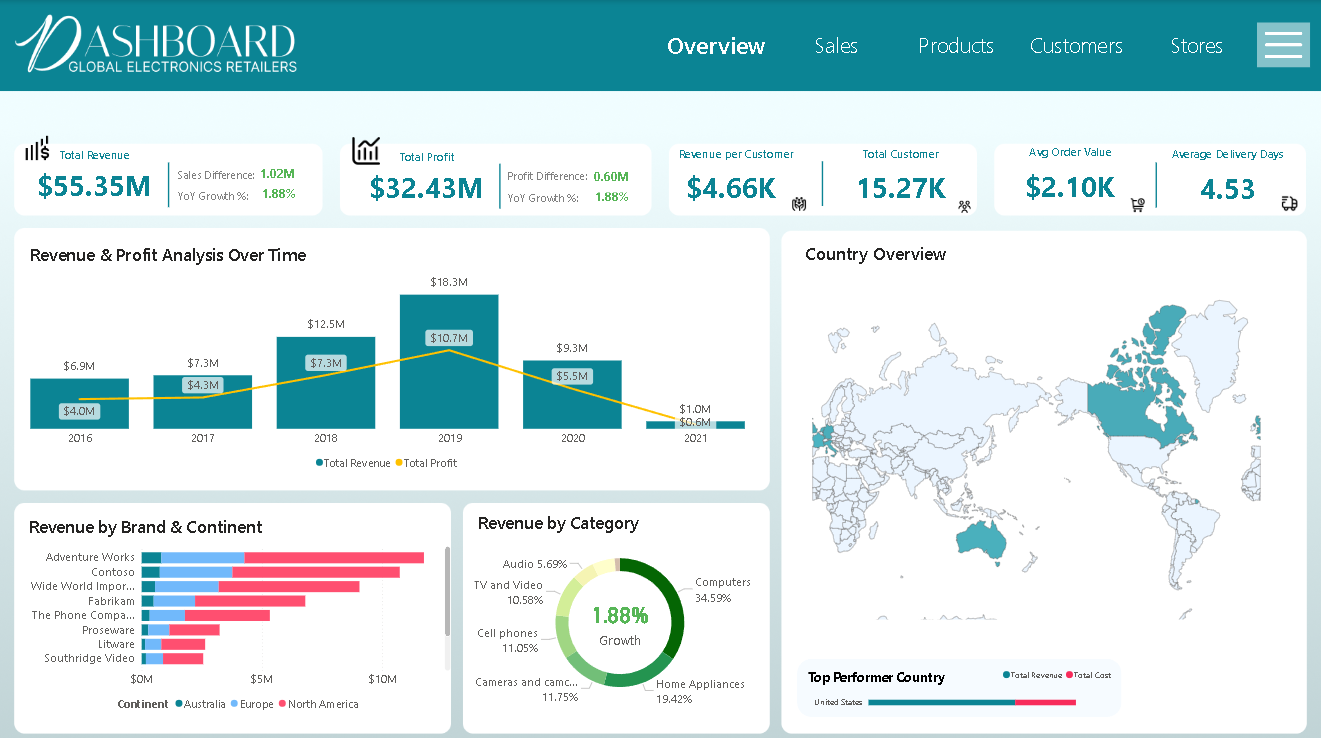 DASHBOARD
GLOBAL ELECTRONICS RETAILERS
Overview
Sales
Products
Customers
Stores
Total Revenue
$55.35M
Sales Difference: 1.02M
YoY Growth %: 1.88%
Total Profit
$32.43M
Profit Difference: 0.60M
YoY Growth %: 1.88%
Revenue per Customer
$4.66K
Total Customer
15.27K
Avg Order Value
$2.10K
Average Delivery Days
4.53
Revenue & Profit Analysis Over Time
$6.9M
$7.3M
$12.5M
$18.3M
$9.3M
$1.0M
$4.0M
$4.3M
$7.3M
$10.7M
$5.5M
$0.6M
2016
2017
2018
2019
2020
2021
Total Revenue
Total Profit
Country Overview
Revenue by Brand & Continent
Adventure Works
Contoso
Wide World Impor...
Fabrikam
The Phone Compa...
Proseware
Litware
Southridge Video
$0M
$5M
$10M
Continent
Australia
Europe
North America
Revenue by Category
Audio 5.69%
TV and Video
10.58%
Cell phones
11.05%
Cameras and camc...
11.75%
Computers
34.59%
Home Appliances
19.42%
1.88%
Growth
Top Performer Country
Total Revenue
Total Cost
United States